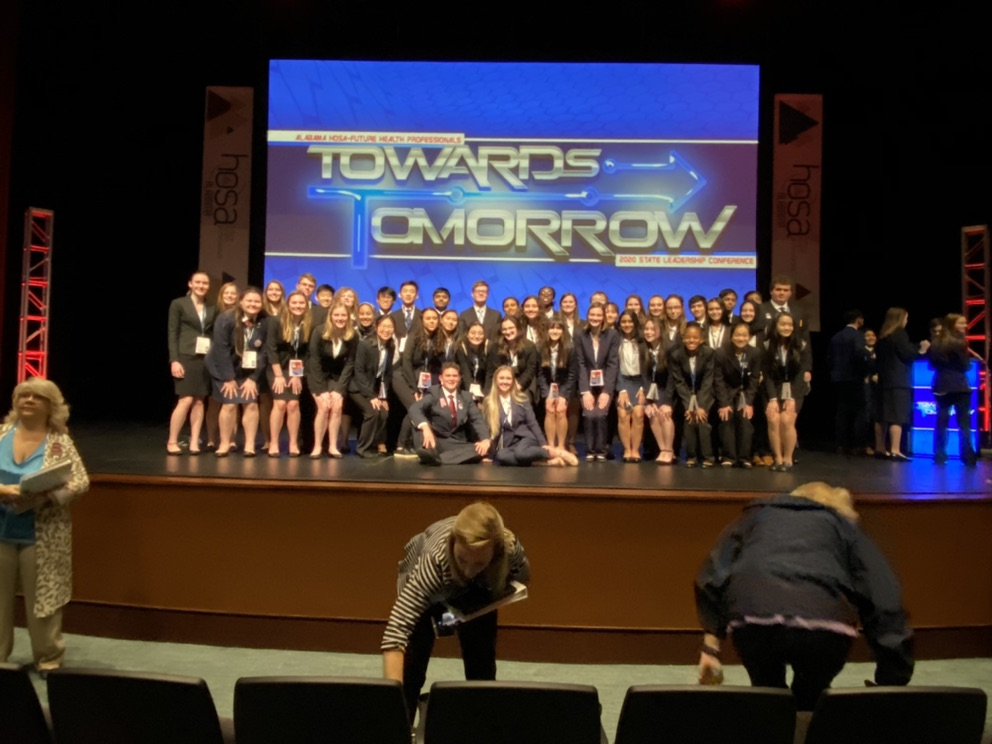 ALABAMA HOSA-FUTURE HEALTH PROFESSIONALS
TOWARDS
TOMORROW
2020 STATE LEADERSHIP CONFERENCE
hosa
hosa